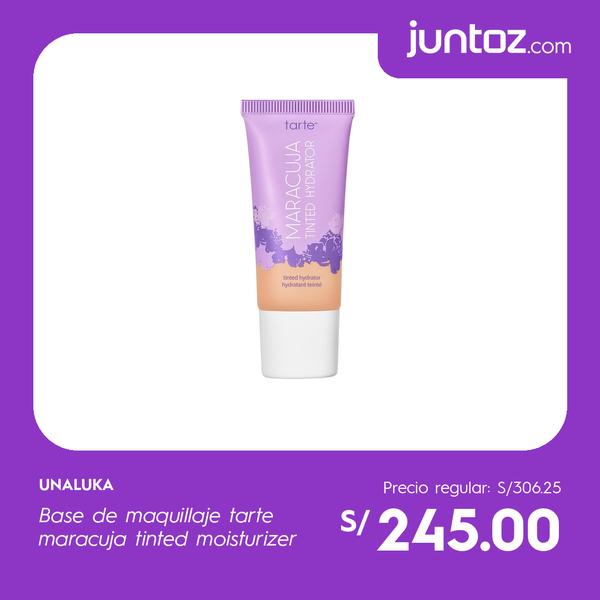 juntoz.com
tarte™
MARACUJA
TINTED HYDRATOR
tinted hydrator
hydratant teinté
UNALUKA
Base de maquillaje tarte
maracuja tinted moisturizer
Precio regular: S/306.25
S/ 245.00